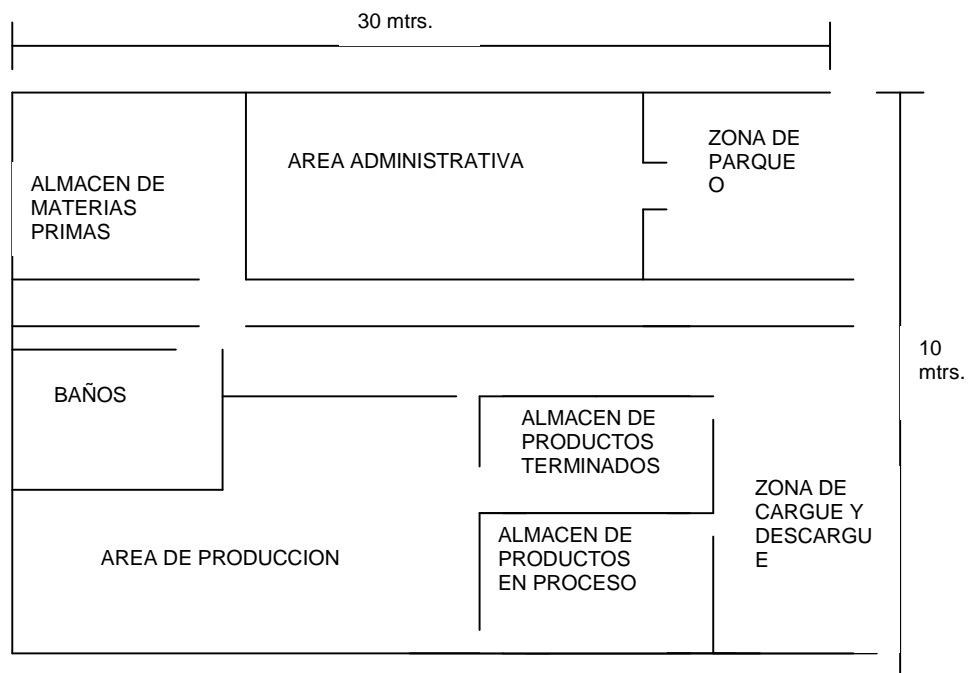 30 mtrs.
ALMACEN DE
MATERIAS
PRIMAS
AREA ADMINISTRATIVA
ZONA DE
PARQUE
O
10
mtrs.
BAÑOS
ALMACEN DE
PRODUCTOS
TERMINADOS
ZONA DE
CARGUE Y
DESCARGU
E
AREA DE PRODUCCION
ALMACEN DE
PRODUCTOS
EN PROCESO